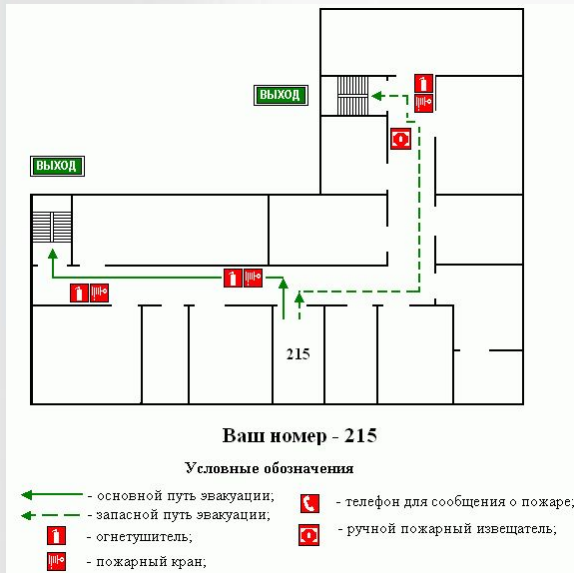 ВЫХОД
ВЫХОД
215
Ваш номер - 215
Условные обозначения
- основной путь эвакуации;
- запасной путь эвакуации;
- огнетушитель;
- пожарный кран;
- телефон для сообщения о пожаре;
- ручной пожарный извещатель;